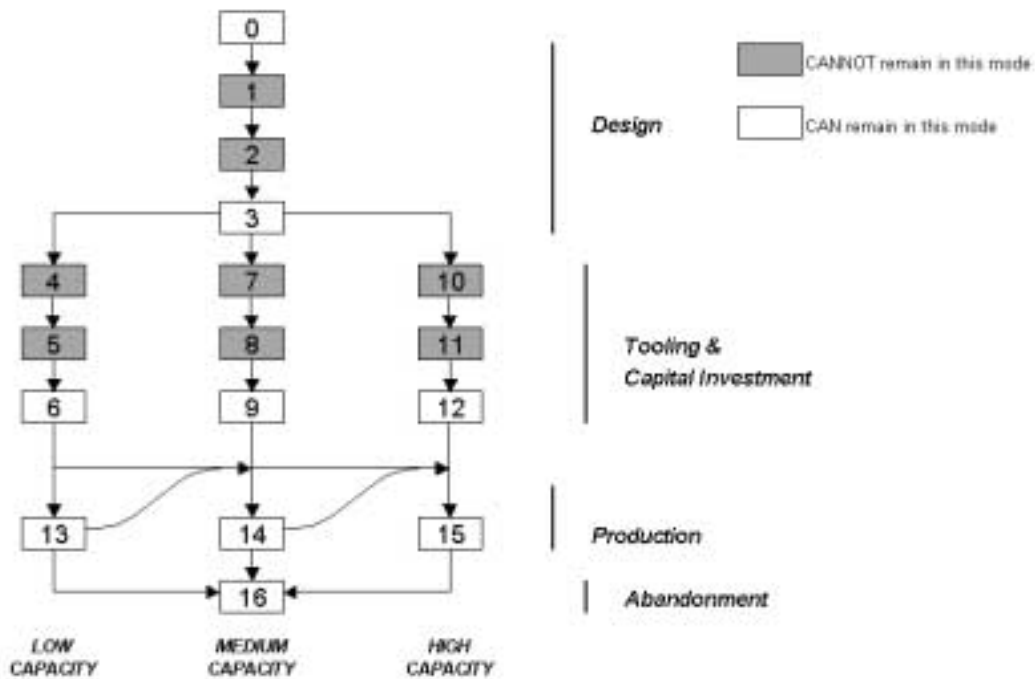 0
CANNOT remain in this mode
1
Design
CAN remain in this mode
2
3
4 7 10
5 8 11
Tooling &
Capital Investment
6 9 12
13 14 15
Production
16
Abandonment
LOW MEDIUM HIGH
CAPACITY CAPACITY CAPACITY